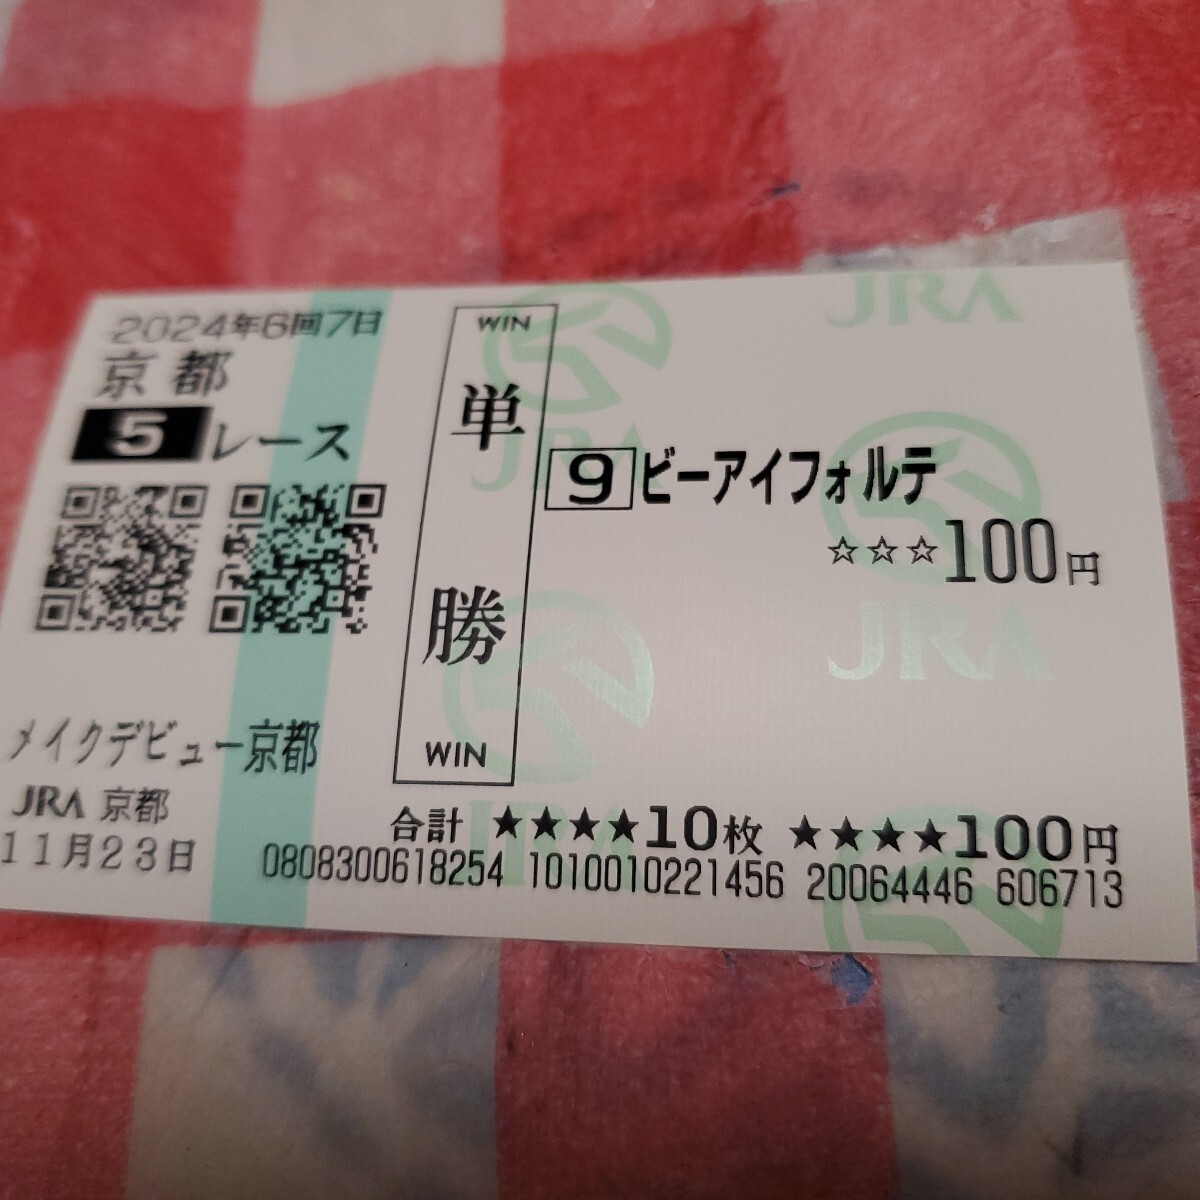 2024年6回7日
京都
5レース
WIN
単勝
WIN
9 ビーアイフォルテ
☆☆☆100円
メイクデビュー京都
JRA 京都
11月23日
合計 ★★★★10枚 ★★★★100円
0808300618254 1010010221456 20064446 606713
JRA
JRA
JRA
JRA